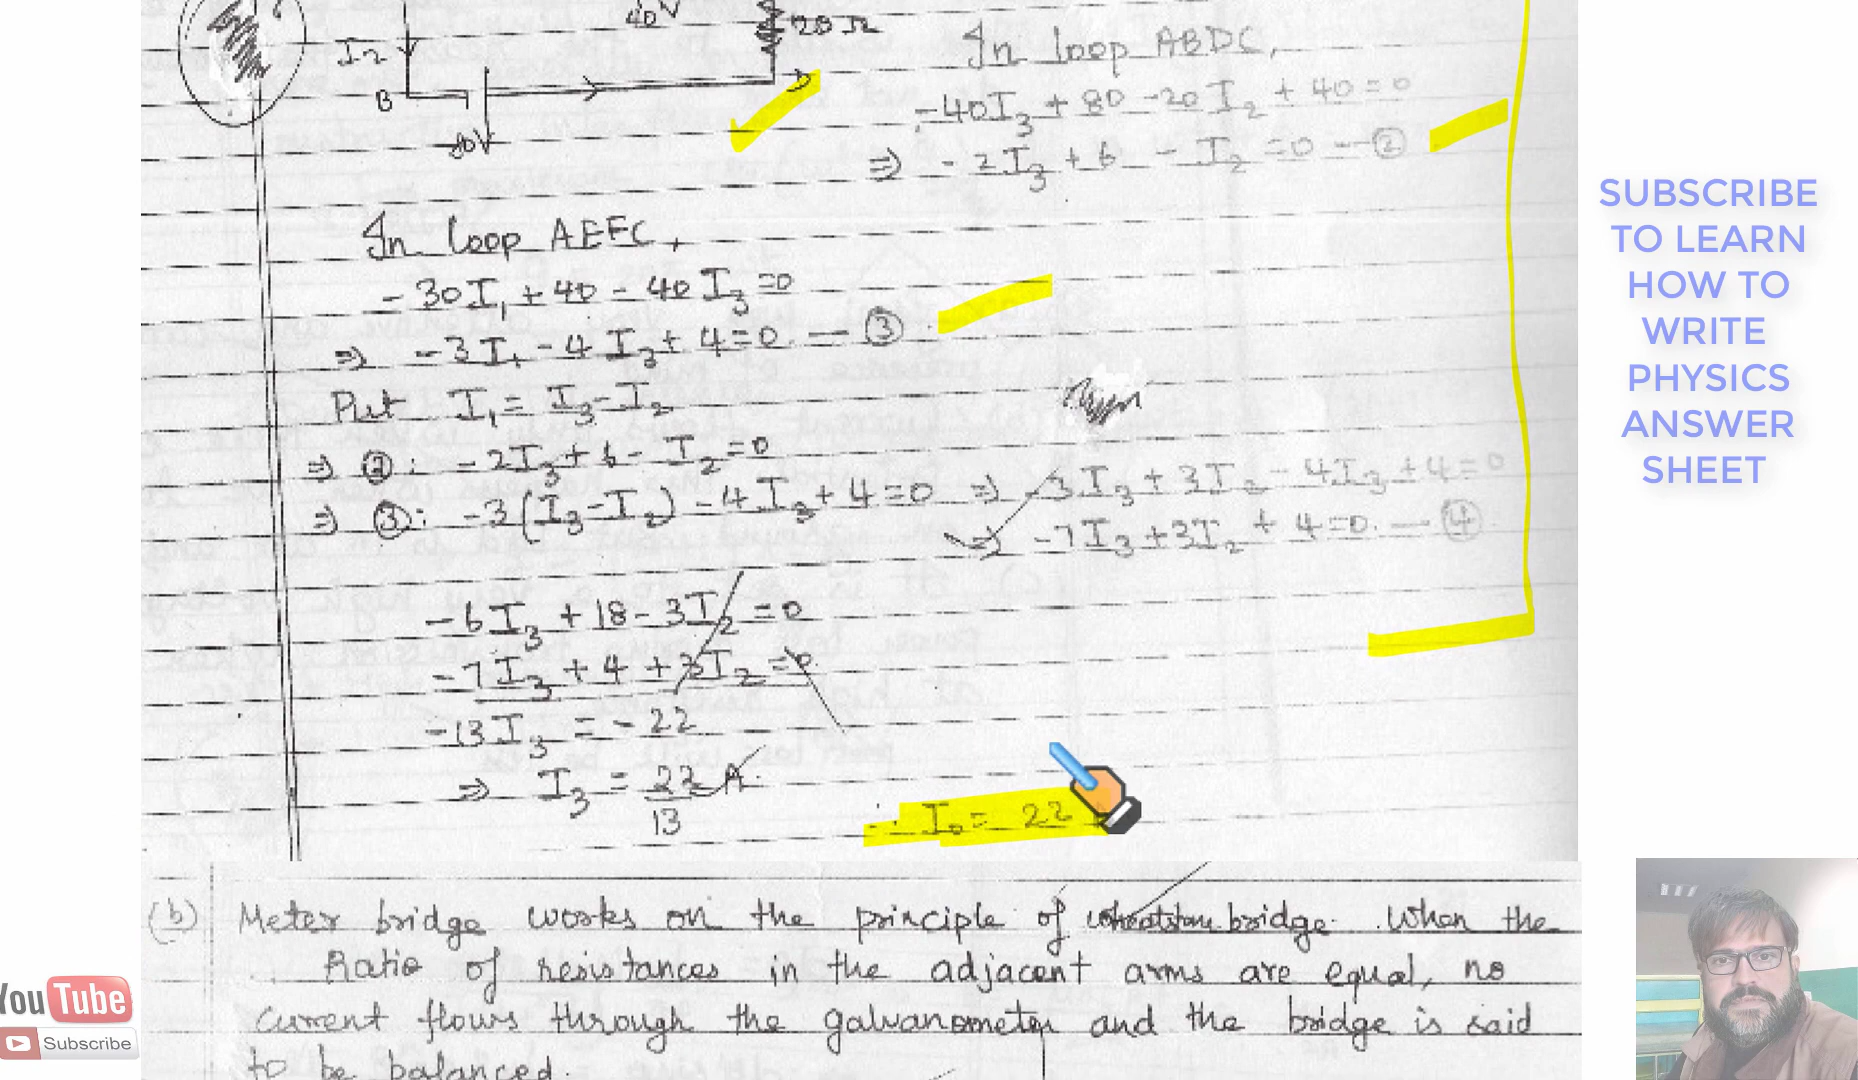 40V
20Ω
I2
B
D
80V
In loop ABDC,
-40I3 + 80 -20I2 + 40=0
⇒ -2I3 + 6 - I2 =0 —②
In loop AEFC,
-30I1 + 40 - 40I3 =0
⇒ -3I1 - 4I3 + 4=0. — ③
Put I1 = I3-I2
⇒ ②: -2I3 + 6 - I2 =0
⇒ ③: -3(I3-I2) - 4I3 + 4 =0 ⇒ -3I3 + 3I2 - 4I3 +4=0
⇒ -7I3 +3I2 + 4=0. — ④
-6I3 + 18 - 3I2 =0
-7I3 + 4 + 3I2 =0
-13I3 = -22
⇒ I3 = 22 A.
13
∴ I0 = 22
(b) Meter bridge works on the principle of wheatstone bridge. When the
Ratio of resistances in the adjacent arms are equal, no
current flows through the galvanometer and the bridge is said
to be balanced.
SUBSCRIBE
TO LEARN
HOW TO
WRITE
PHYSICS
ANSWER
SHEET
YouTube
Subscribe